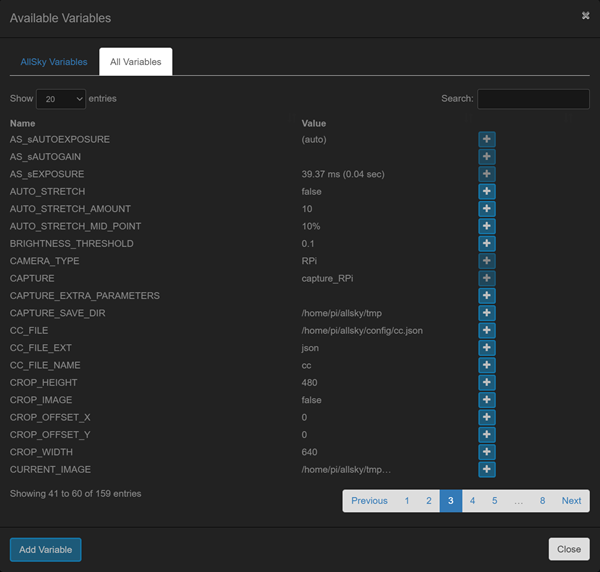 Available Variables
AllSky Variables All Variables
Show 20 entries Search:
Name Value
AS_sAUTOEXPOSURE (auto)
AS_sAUTOGAIN
AS_sEXPOSURE 39.37 ms (0.04 sec)
AUTO_STRETCH false
AUTO_STRETCH_AMOUNT 10
AUTO_STRETCH_MID_POINT 10%
BRIGHTNESS_THRESHOLD 0.1
CAMERA_TYPE RPi
CAPTURE capture_RPi
CAPTURE_EXTRA_PARAMETERS
CAPTURE_SAVE_DIR /home/pi/allsky/tmp
CC_FILE /home/pi/allsky/config/cc.json
CC_FILE_EXT json
CC_FILE_NAME cc
CROP_HEIGHT 480
CROP_IMAGE false
CROP_OFFSET_X 0
CROP_OFFSET_Y 0
CROP_WIDTH 640
CURRENT_IMAGE /home/pi/allsky/tmp…
Showing 41 to 60 of 159 entries
Previous 1 2 3 4 5 … 8 Next
Add Variable Close